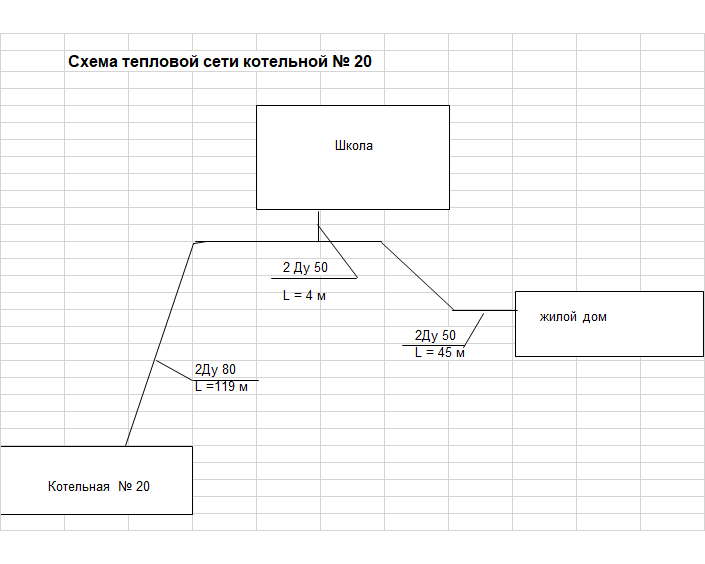 Схема тепловой сети котельной № 20
Школа
2 Ду 50
L = 4 м
жилой дом
2Ду 50
L = 45 м
2Ду 80
L =119 м
Котельная № 20